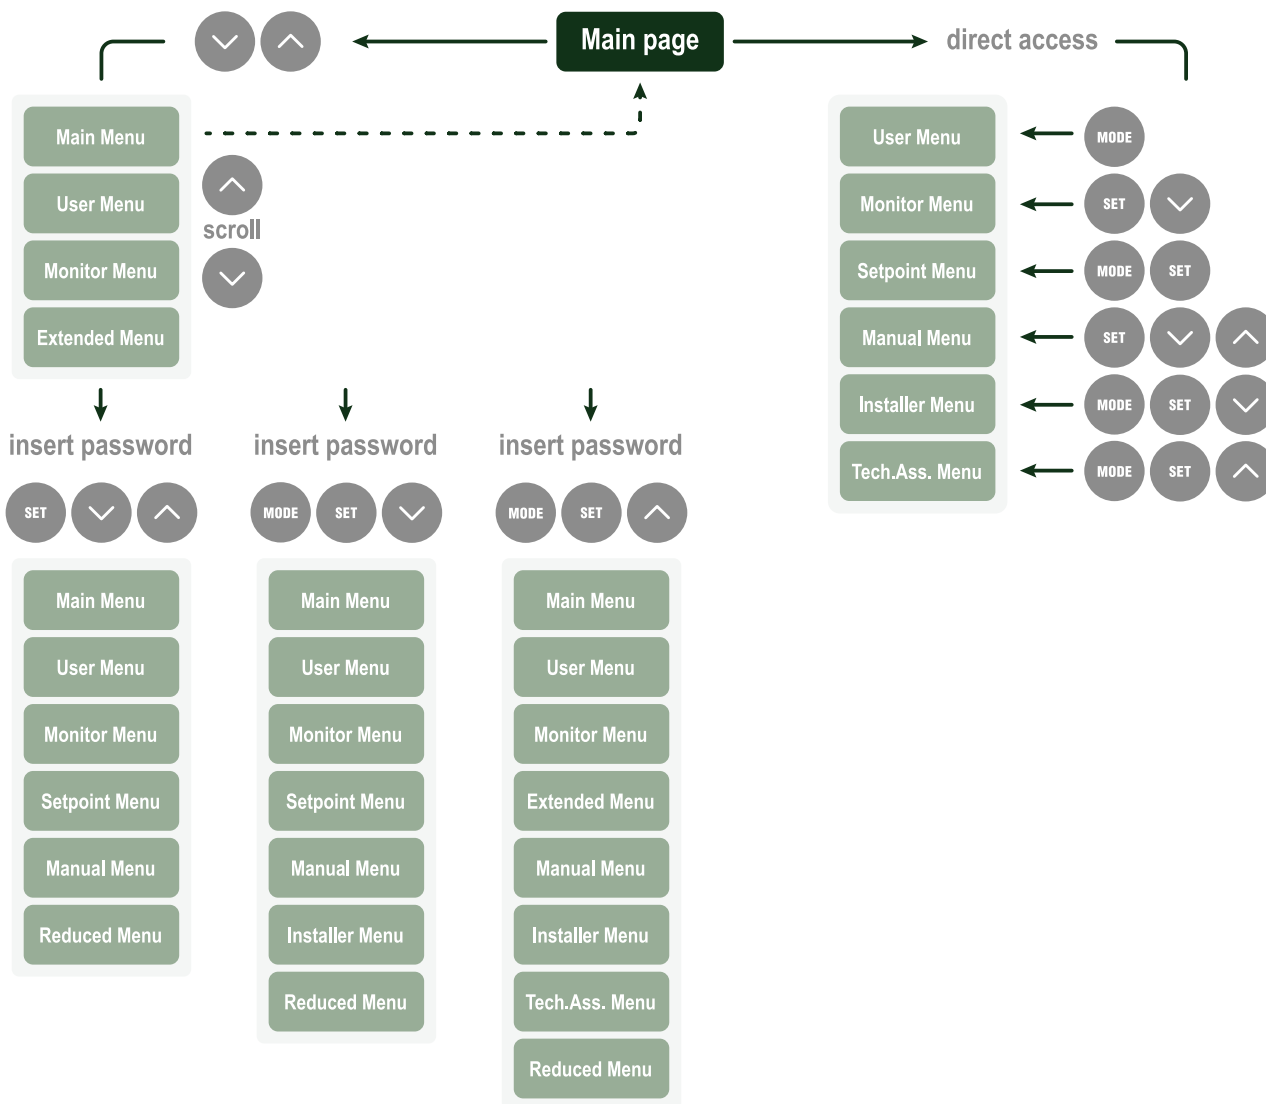 Main page
direct access
Main Menu
User Menu
Monitor Menu
Extended Menu
scroll
User Menu
MODE
Monitor Menu
SET
Setpoint Menu
MODE SET
Manual Menu
SET
Installer Menu
MODE SET
Tech.Ass. Menu
MODE SET
insert password
insert password
insert password
SET
MODE SET
MODE SET
Main Menu
User Menu
Monitor Menu
Setpoint Menu
Manual Menu
Reduced Menu
Main Menu
User Menu
Monitor Menu
Setpoint Menu
Manual Menu
Installer Menu
Reduced Menu
Main Menu
User Menu
Monitor Menu
Extended Menu
Manual Menu
Installer Menu
Tech.Ass. Menu
Reduced Menu